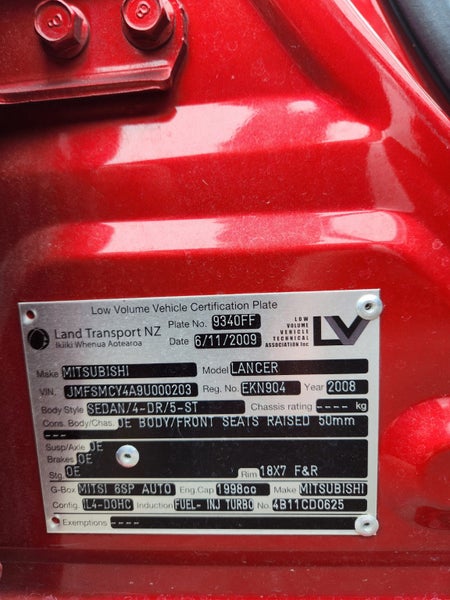 Low Volume Vehicle Certification Plate
Land Transport NZ
Ikiiki Whenua Aotearoa
Plate No. 9340FF
Date 6/11/2009
LOW
VOLUME
VEHICLE
TECHNICAL
ASSOCIATION Inc
LV
Make MITSUBISHI Model LANCER
VIN. JMFSMCY4A9U000203 Reg. No. EKN904 Year 2008
Body Style SEDAN/4-DR/5-ST Chassis rating ---- kg
Cons. Body/Chas. OE BODY/FRONT SEATS RAISED 50mm
---
Susp/Axle OE
Brakes OE
Stg. OE Rim 18X7 F&R
G-Box MITSI 6SP AUTO Eng.Cap 1998cc Make MITSUBISHI
Config. IL4-DOHC Induction FUEL- INJ TURBO No. 4B11CD0625
Exemptions ----
8
8